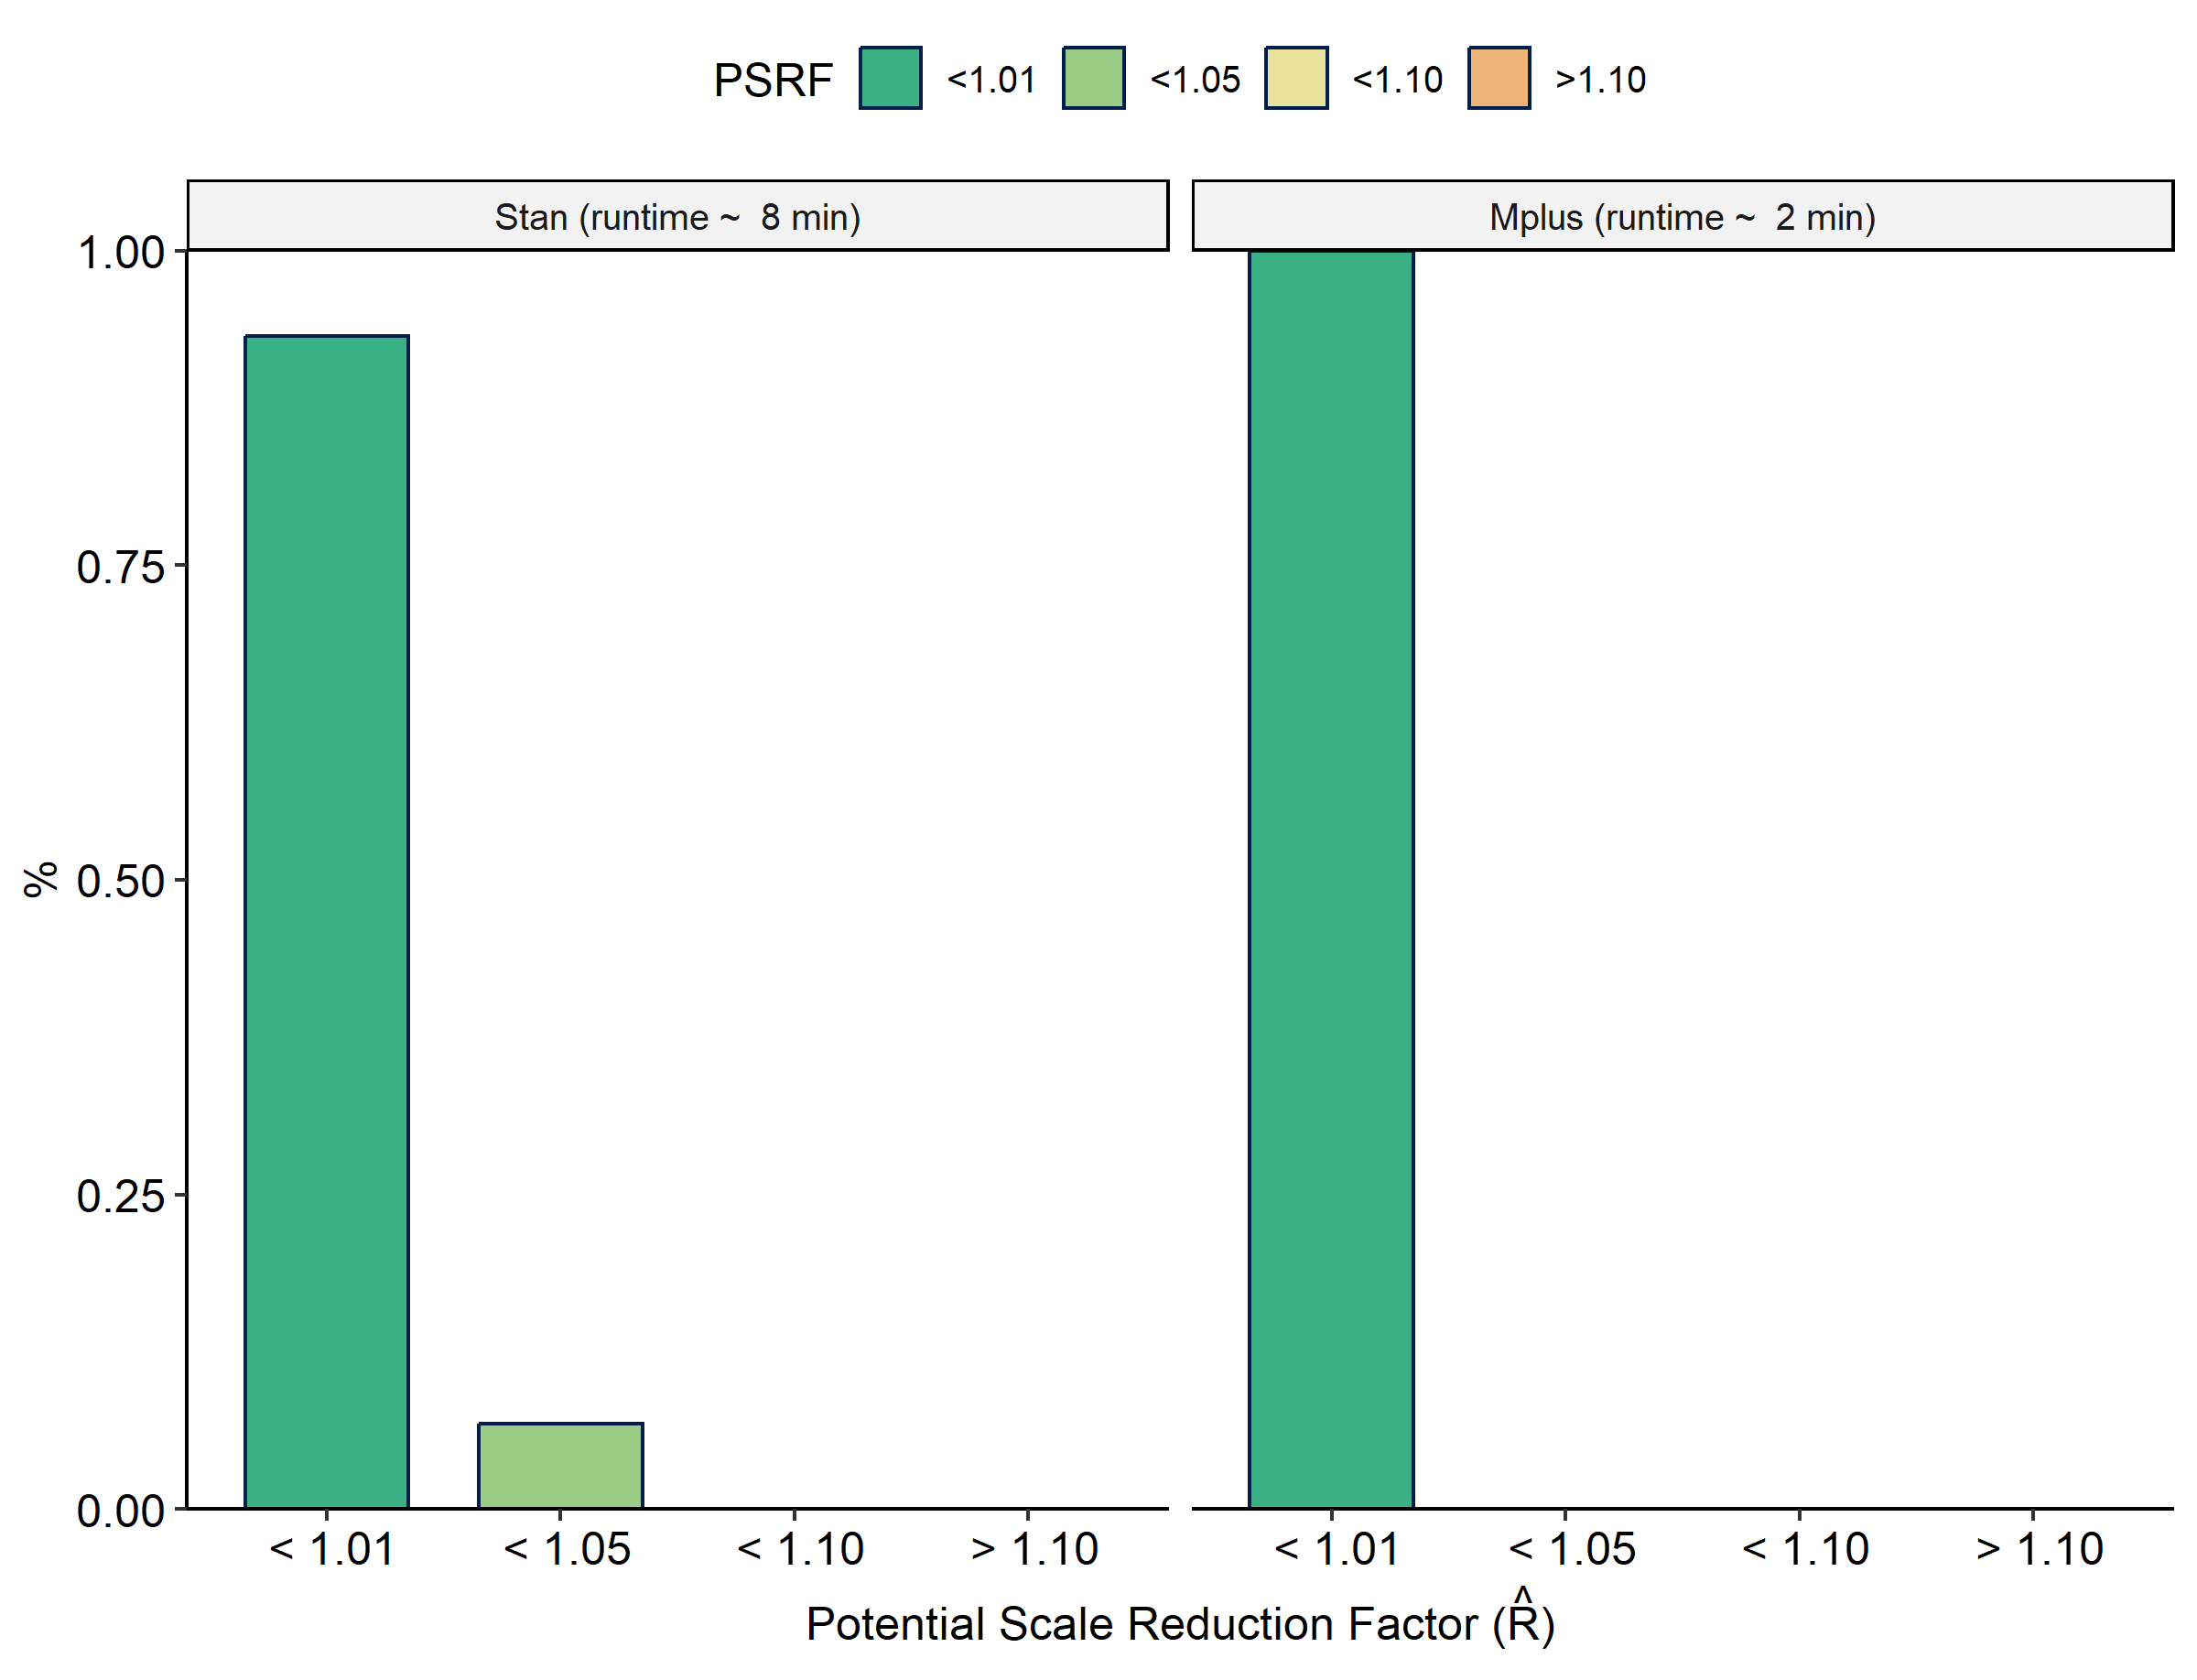 PSRF <1.01 <1.05 <1.10 >1.10
Stan (runtime ~ 8 min)
Mplus (runtime ~ 2 min)
1.00
0.75
0.50
0.25
0.00
%
< 1.01 < 1.05 < 1.10 > 1.10
< 1.01 < 1.05 < 1.10 > 1.10
Potential Scale Reduction Factor (R̂)